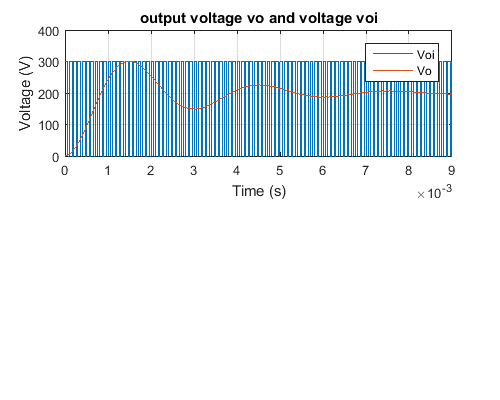 output voltage vo and voltage voi
400
300
200
100
0
Voltage (V)
Voi
Vo
0 1 2 3 4 5 6 7 8 9
Time (s)
×10⁻³